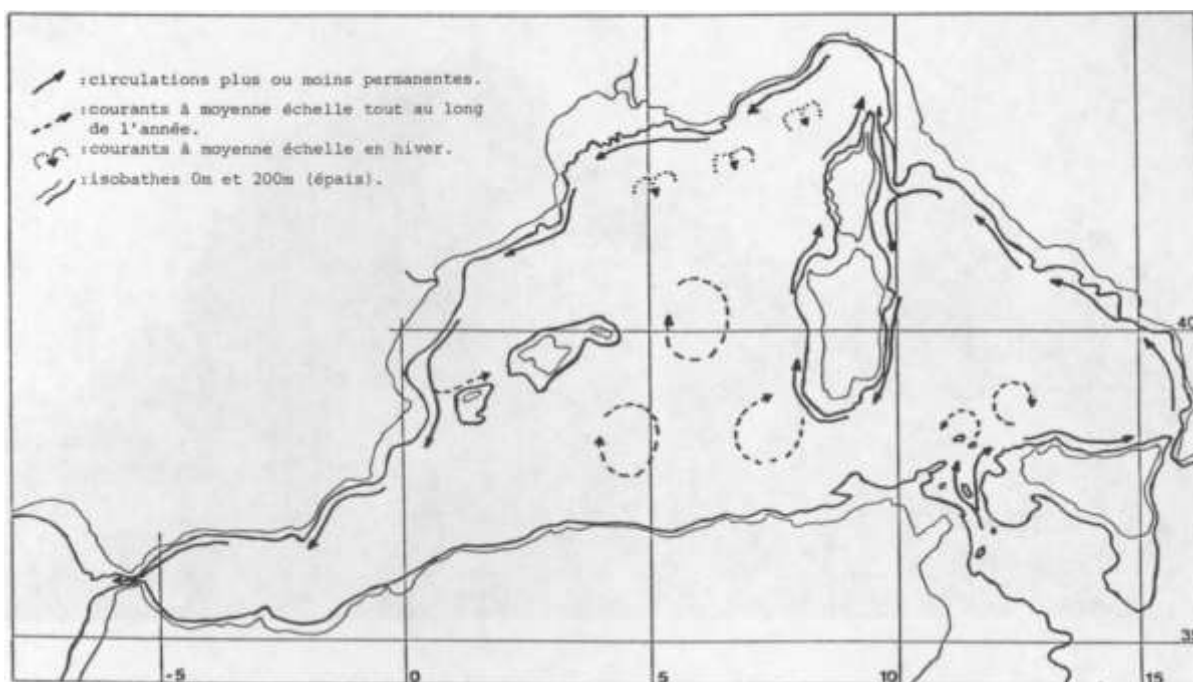 :circulations plus ou moins permanentes.
:courants à moyenne échelle tout au long
de l'année.
:courants à moyenne échelle en hiver.
:isobathes 0m et 200m (épais).
40
35
-5
0
5
10
15